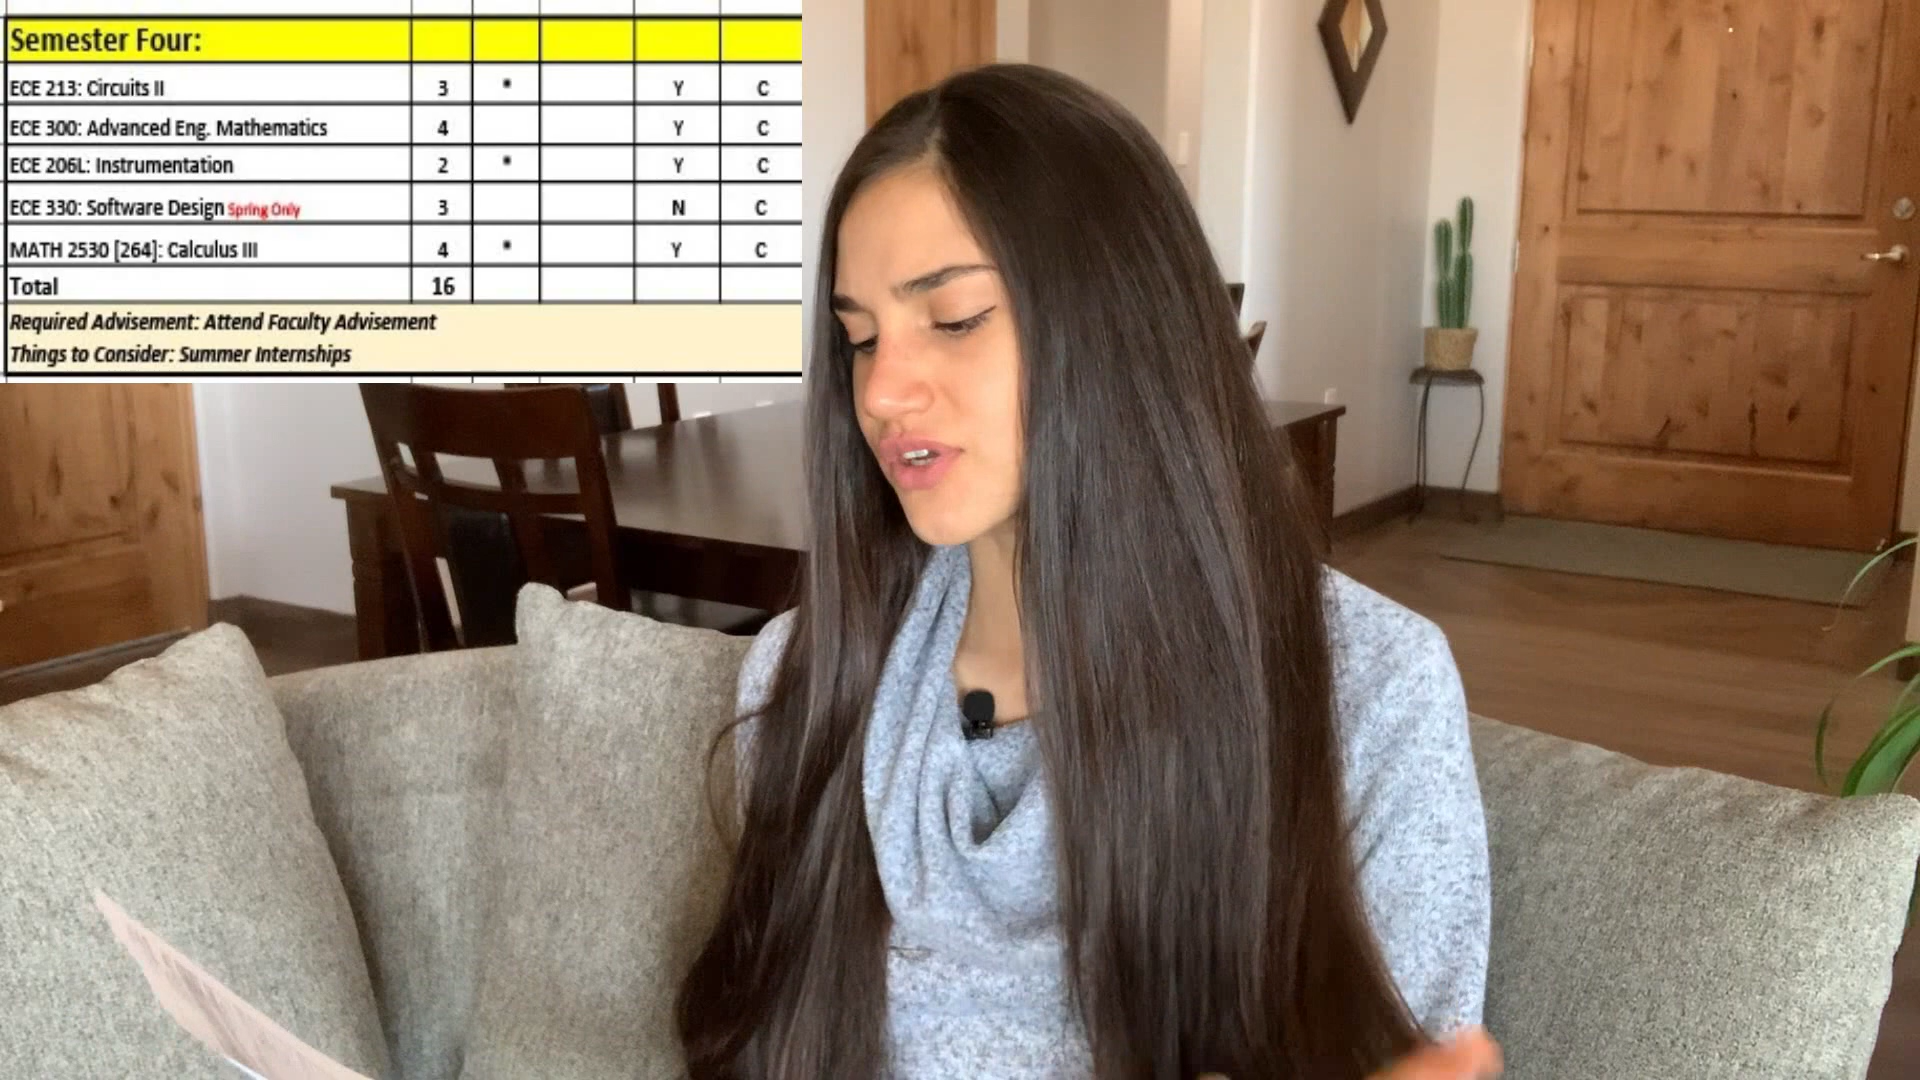 Semester Four:
ECE 213: Circuits II 3 * Y C
ECE 300: Advanced Eng. Mathematics 4 Y C
ECE 206L: Instrumentation 2 * Y C
ECE 330: Software Design Spring Only 3 N C
MATH 2530 [264]: Calculus III 4 * Y C
Total 16
Required Advisement: Attend Faculty Advisement
Things to Consider: Summer Internships